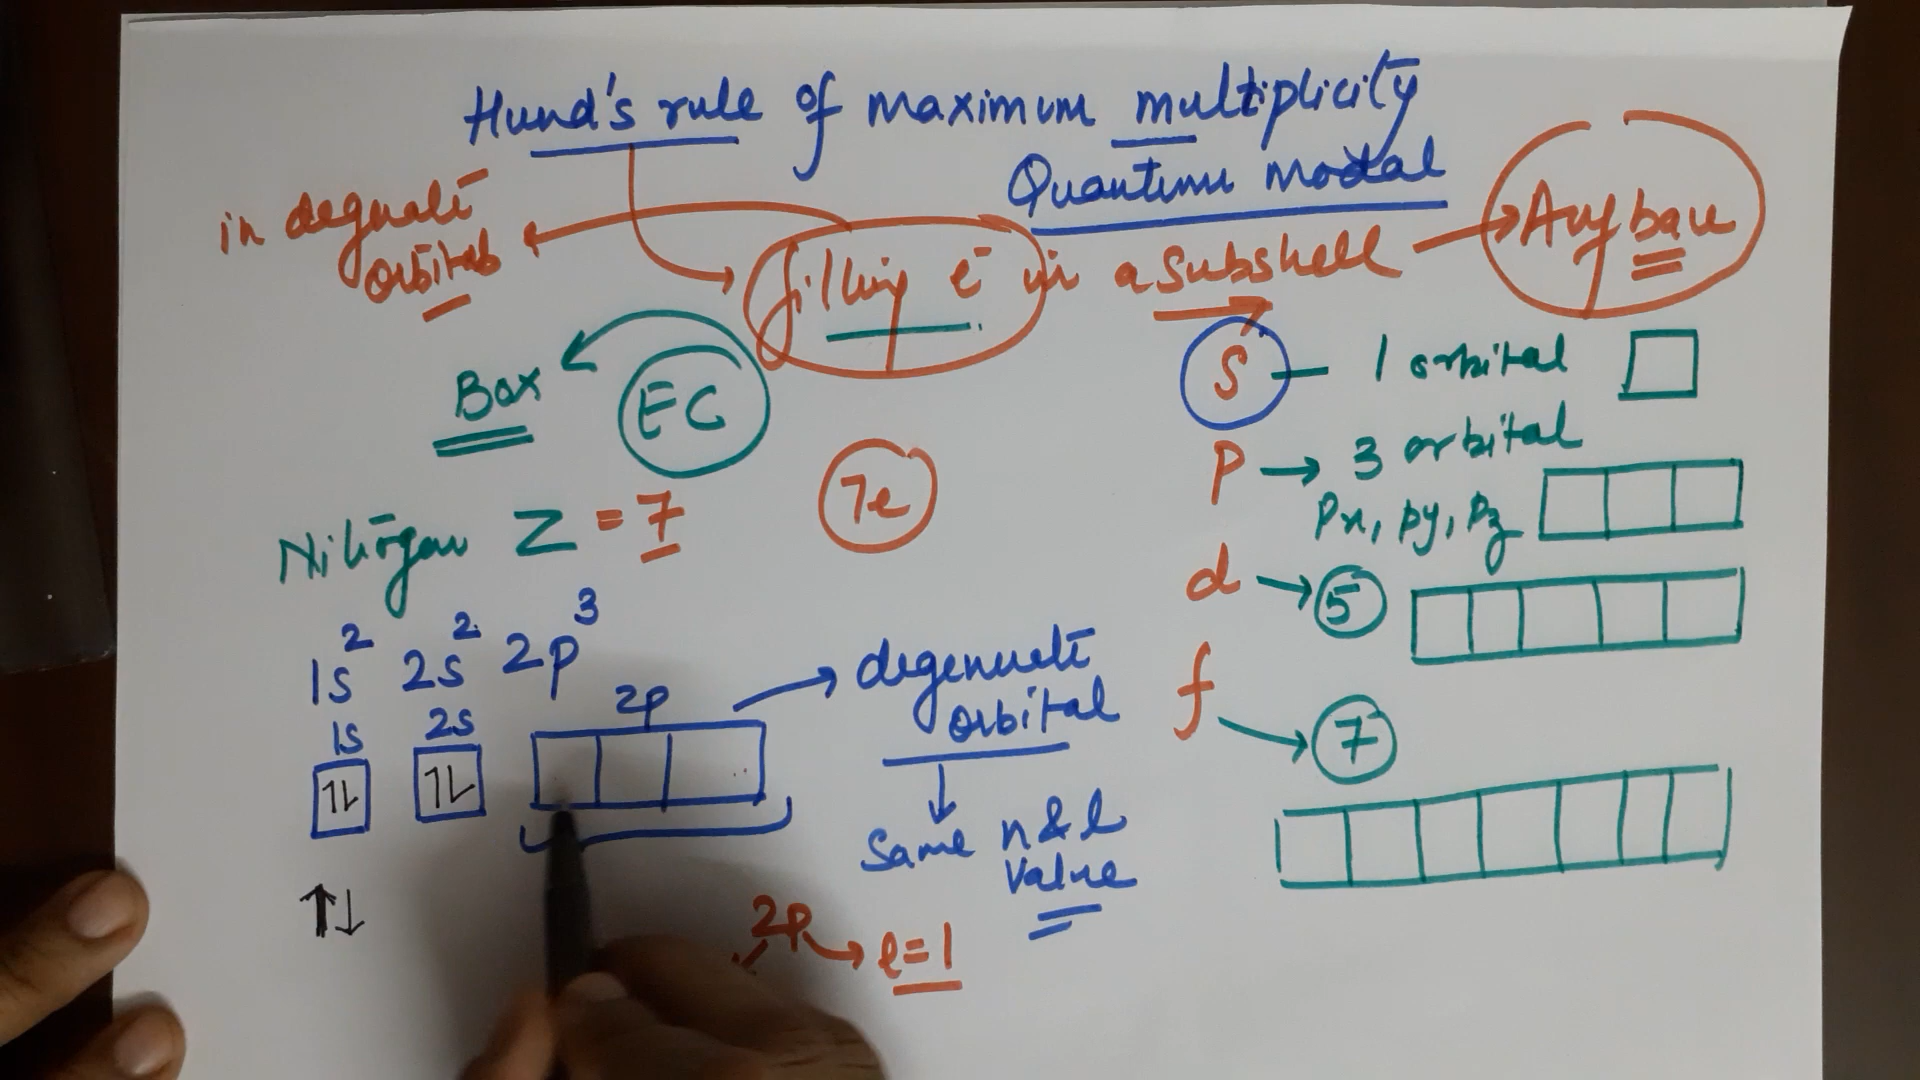 Hund's rule of maximum multiplicity
Quantum modal
in degnate orbitals
filling e⁻ in a subshell → Aufbau
Box
EC
S - 1 orbital
P → 3 orbital
Px, py, Pz
d → 5
f → 7
Nitrogen Z = 7
7e
1s² 2s² 2p³
1s 2s 2p
↑↓ ↑↓
→ degenerate
orbital
↓
Same n & l
Value
↑↓
2p → l = 1